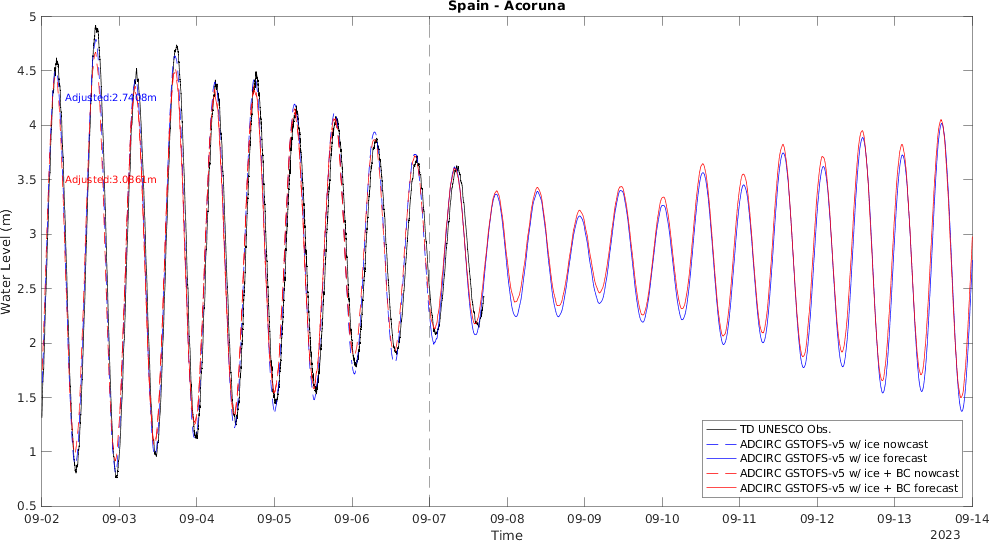 Spain - Acoruna
5
4.5
4
3.5
3
2.5
2
1.5
1
0.5
Water Level (m)
Adjusted:2.7408m
Adjusted:3.0361m
TD UNESCO Obs.
ADCIRC GSTOFS-v5 w/ ice nowcast
ADCIRC GSTOFS-v5 w/ ice forecast
ADCIRC GSTOFS-v5 w/ ice + BC nowcast
ADCIRC GSTOFS-v5 w/ ice + BC forecast
09-02 09-03 09-04 09-05 09-06 09-07 09-08 09-09 09-10 09-11 09-12 09-13 09-14
Time
2023